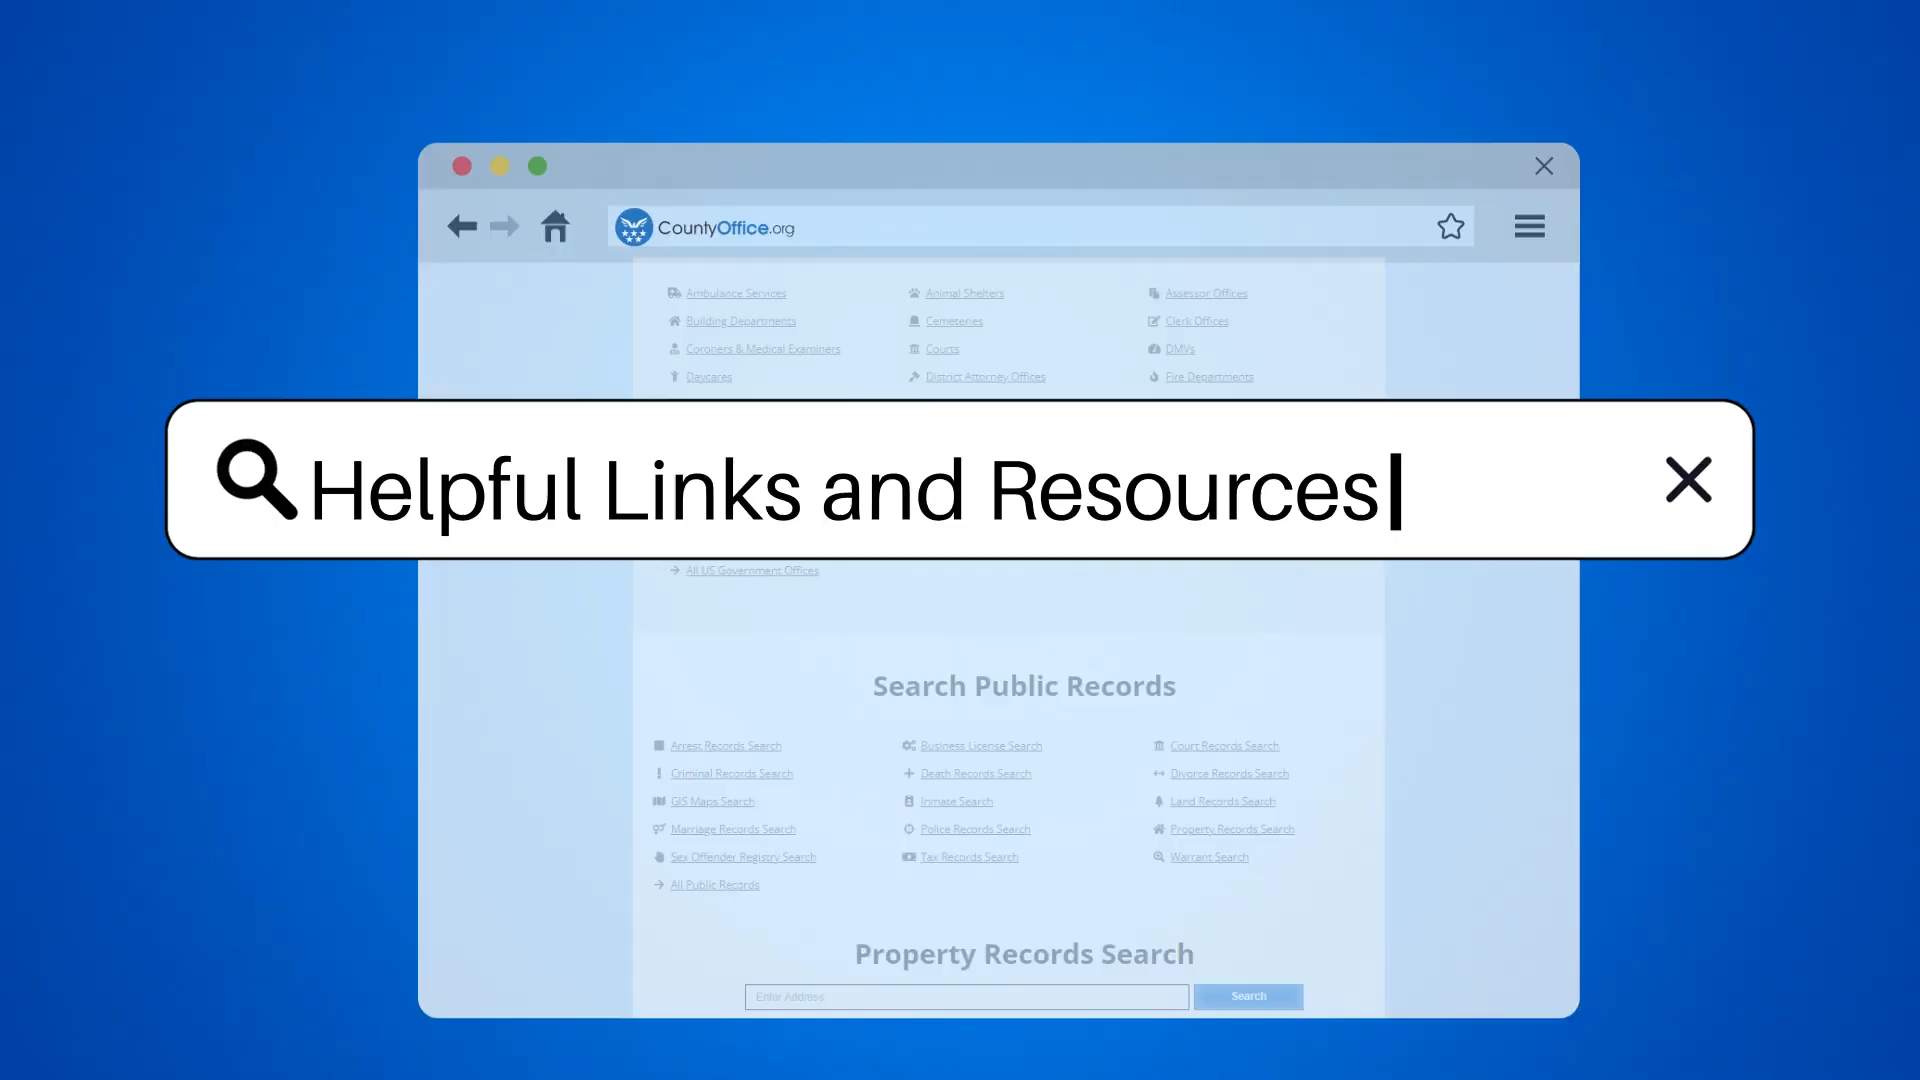 CountyOffice.org
Ambulance Services Animal Shelters Assessor Offices
Building Departments Cemeteries Clerk Offices
Coroners & Medical Examiners Courts DMVs
Daycares District Attorney Offices Fire Departments
Helpful Links and Resources
All US Government Offices
Search Public Records
Arrest Records Search Business License Search Court Records Search
Criminal Records Search Death Records Search Divorce Records Search
GIS Maps Search Inmate Search Land Records Search
Marriage Records Search Police Records Search Property Records Search
Sex Offender Registry Search Tax Records Search Warrant Search
All Public Records
Property Records Search
Enter Address Search